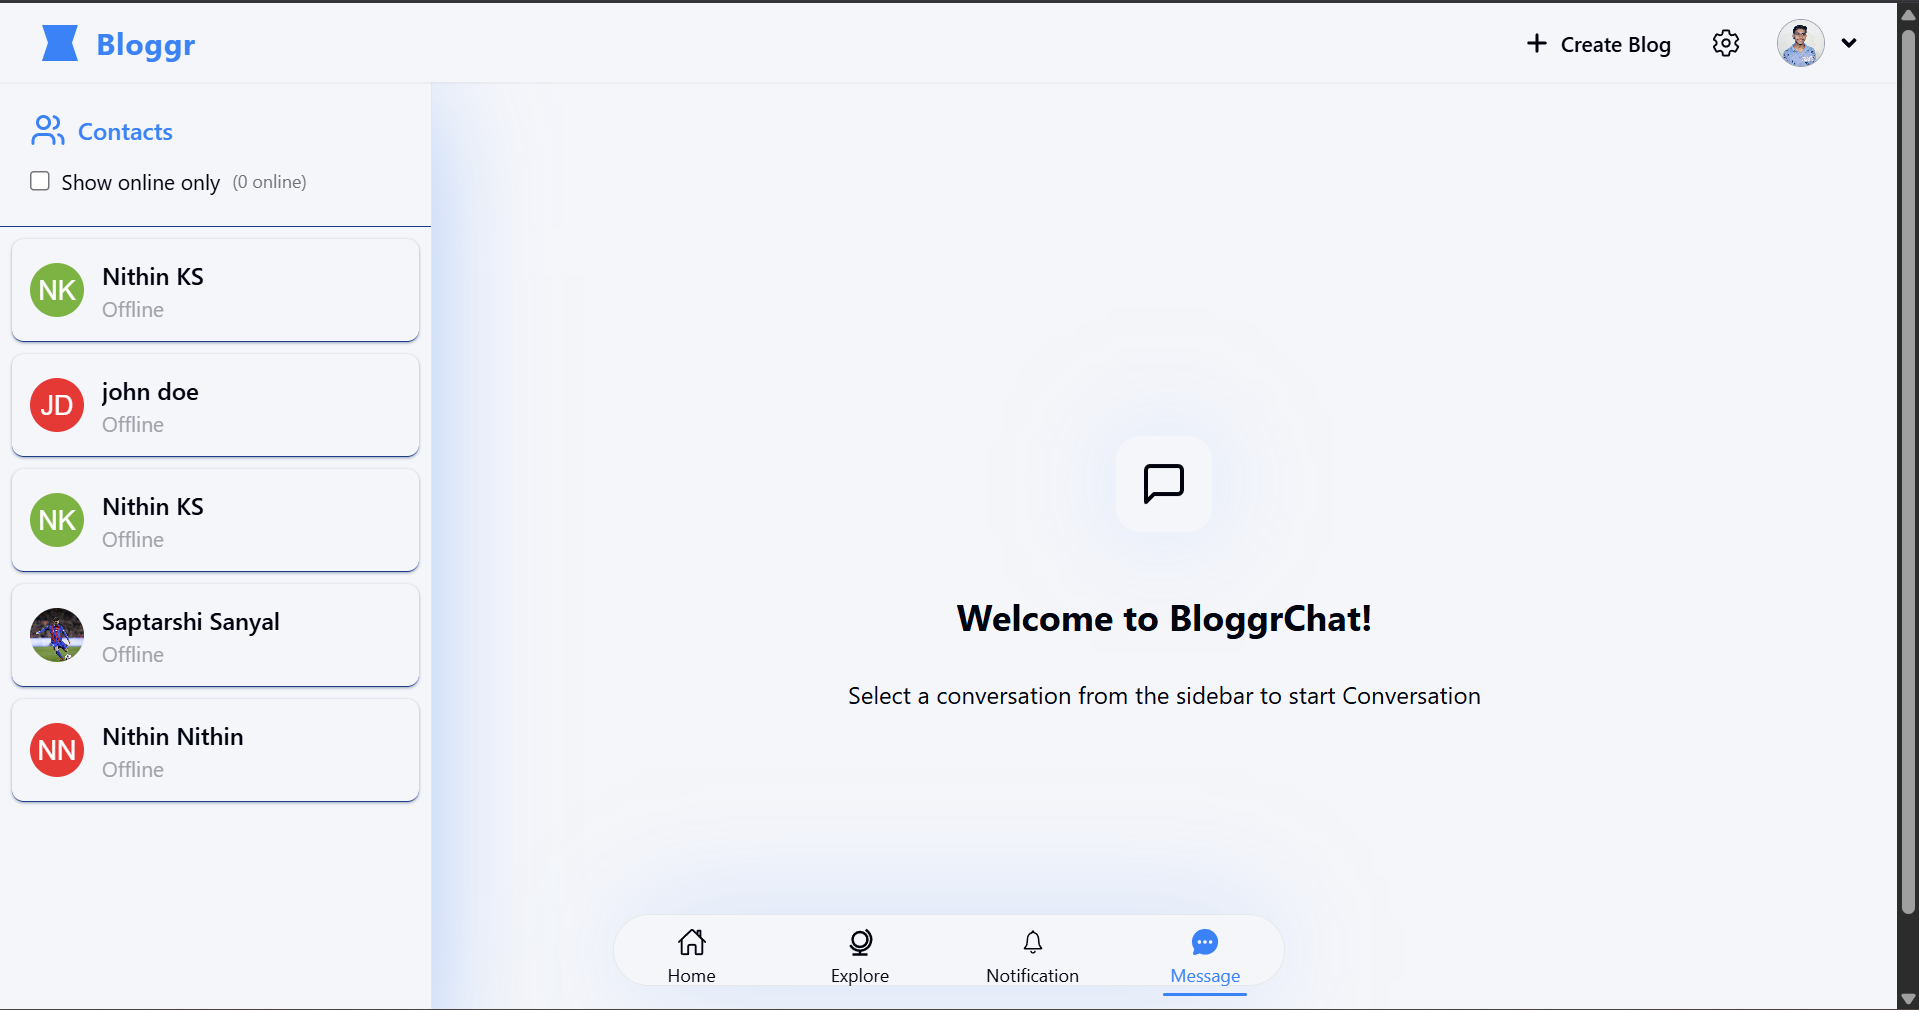 Bloggr
Create Blog
Contacts
Show online only (0 online)
NK
Nithin KS
Offline
JD
john doe
Offline
NK
Nithin KS
Offline
Saptarshi Sanyal
Offline
NN
Nithin Nithin
Offline
Welcome to BloggrChat!
Select a conversation from the sidebar to start Conversation
Home Explore Notification Message